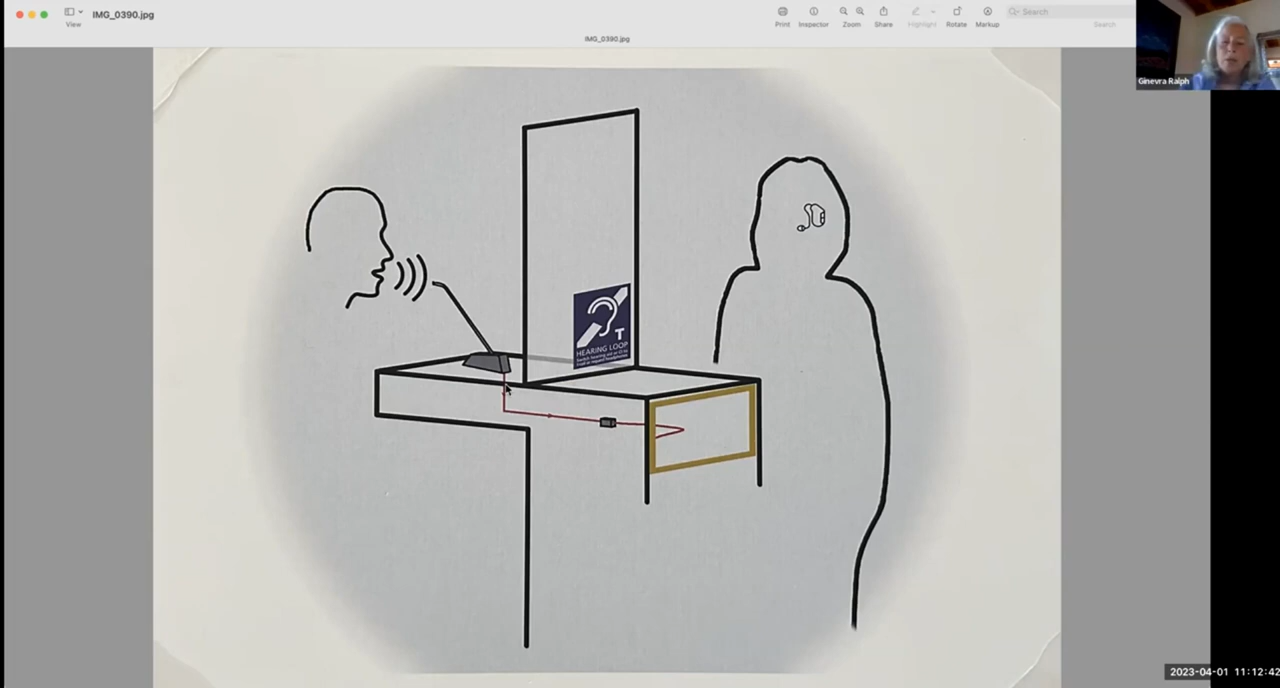 IMG_0390.jpg
View
Print
Inspector
Zoom
Share
Highlight
Rotate
Markup
Search
Search
IMG_0390.jpg
Ginevra Ralph
T
HEARING LOOP
2023-04-01 11:12:42